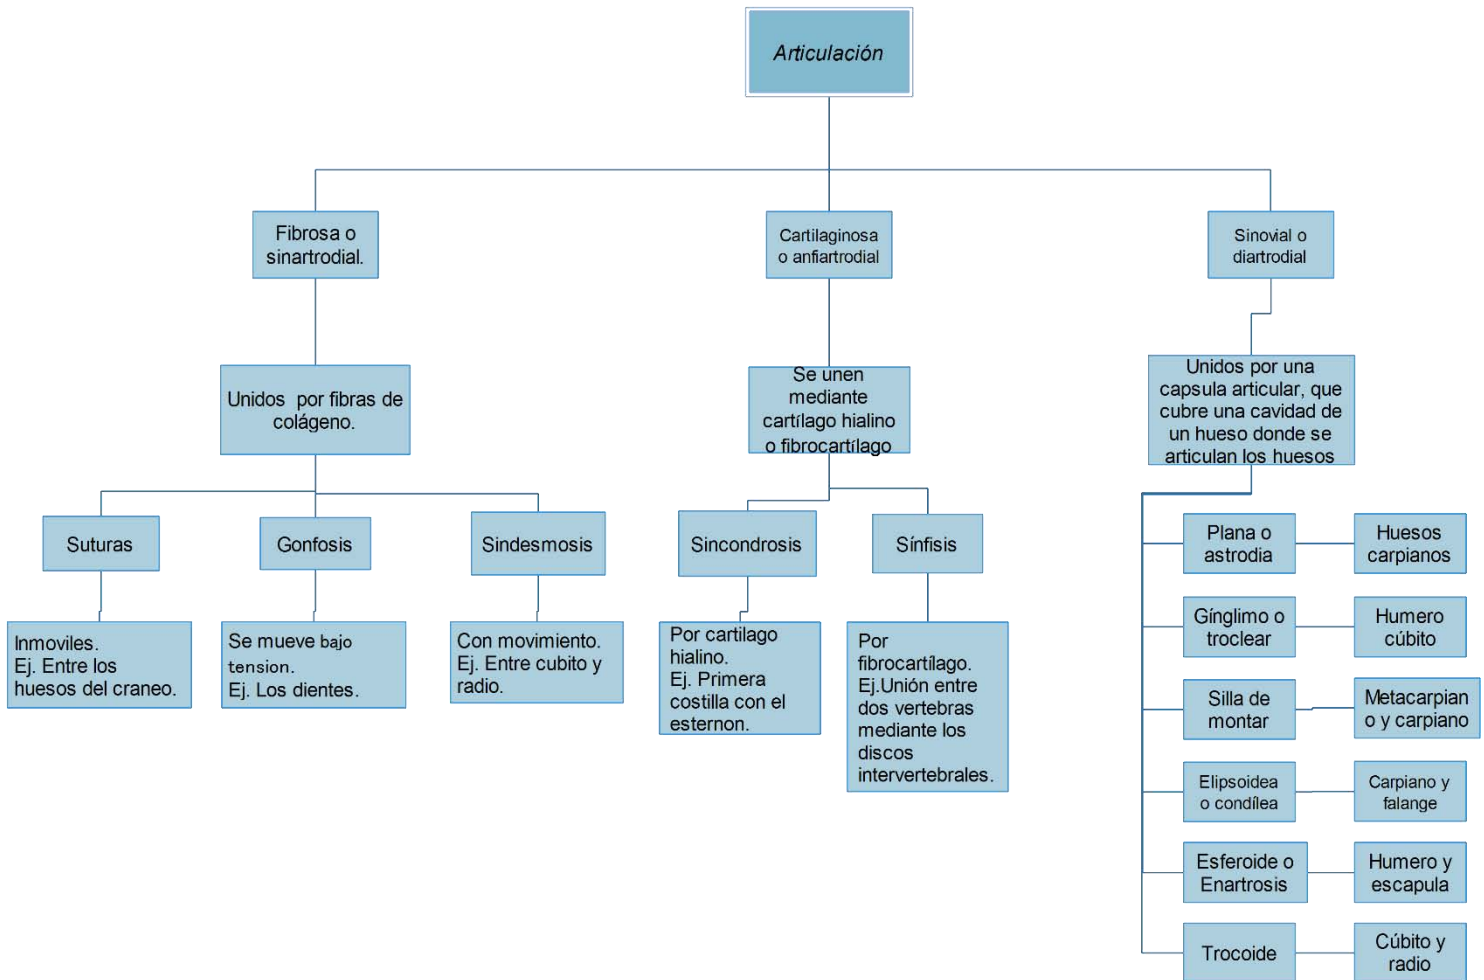 Articulación
Fibrosa o
sinartrodial.
Cartilaginosa
o anfiartrodial
Sinovial o
diartrodial
Unidos por fibras de
colágeno.
Se unen
mediante
cartílago hialino
o fibrocartílago
Unidos por una
capsula articular, que
cubre una cavidad de
un hueso donde se
articulan los huesos
Suturas
Gonfosis
Sindesmosis
Sincondrosis
Sínfisis
Inmoviles.
Ej. Entre los
huesos del craneo.
Se mueve bajo
tension.
Ej. Los dientes.
Con movimiento.
Ej. Entre cubito y
radio.
Por cartilago
hialino.
Ej. Primera
costilla con el
esternon.
Por
fibrocartílago.
Ej.Unión entre
dos vertebras
mediante los
discos
intervertebrales.
Plana o
astrodia
Huesos
carpianos
Gínglimo o
troclear
Humero
cúbito
Silla de
montar
Metacarpian
o y carpiano
Elipsoidea
o condílea
Carpiano y
falange
Esferoide o
Enartrosis
Humero y
escapula
Trocoide
Cúbito y
radio